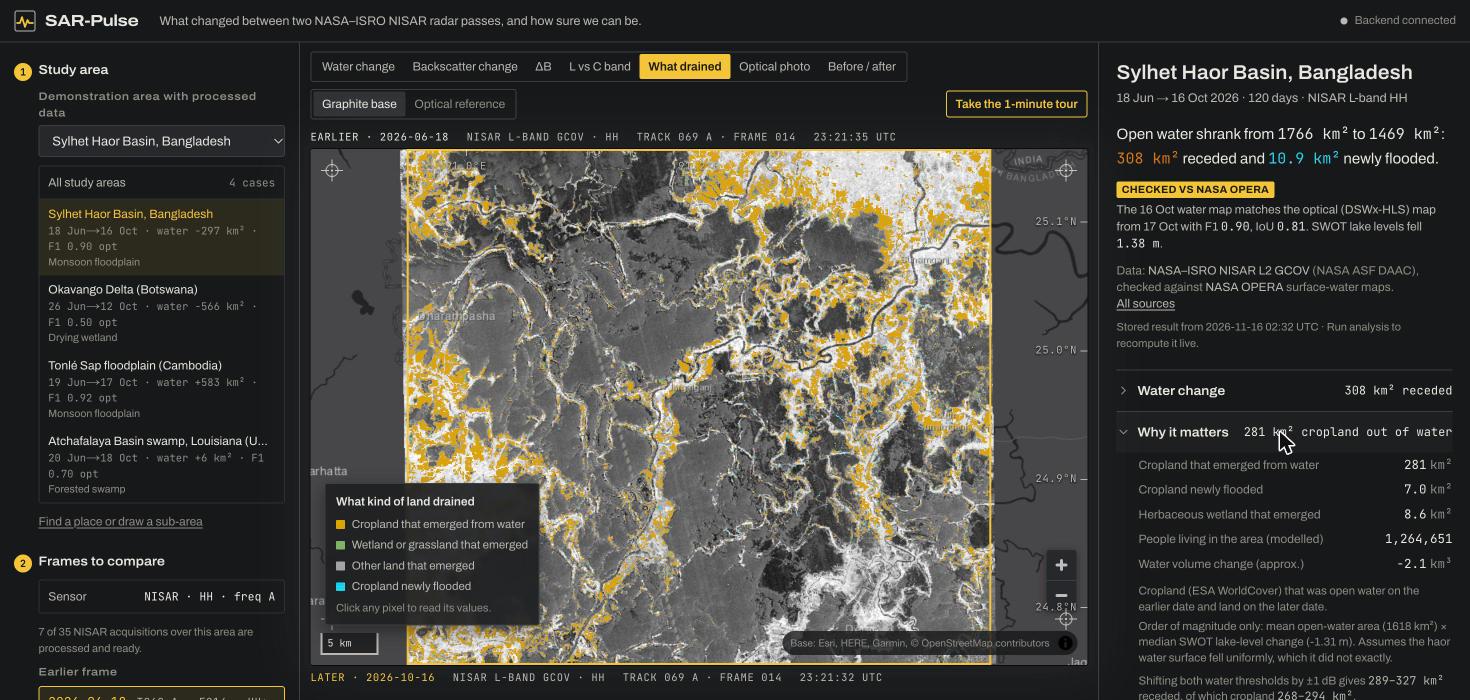 SAR-Pulse
What changed between two NASA–ISRO NISAR radar passes, and how sure we can be.
Backend connected
1 Study area
Demonstration area with processed
data
Sylhet Haor Basin, Bangladesh
All study areas 4 cases
Sylhet Haor Basin, Bangladesh
18 Jun→16 Oct · water -297 km² ·
F1 0.90 opt
Monsoon floodplain
Okavango Delta (Botswana)
26 Jun→12 Oct · water -566 km² ·
F1 0.50 opt
Drying wetland
Tonlé Sap floodplain (Cambodia)
19 Jun→17 Oct · water +583 km² ·
F1 0.92 opt
Monsoon floodplain
Atchafalaya Basin swamp, Louisiana (U...
20 Jun→18 Oct · water +6 km² · F1
0.70 opt
Forested swamp
Find a place or draw a sub-area
2 Frames to compare
Sensor NISAR · HH · freq A
7 of 35 NISAR acquisitions over this area are
processed and ready.
Earlier frame
Water change Backscatter change ΔB L vs C band What drained Optical photo Before / after
Graphite base Optical reference
Take the 1-minute tour
EARLIER · 2026-06-18 NISAR L-BAND GCOV · HH TRACK 069 A · FRAME 014 23:21:35 UTC
INDIA
25.1°N
Dharampasha
25.0°N
24.9°N
arhatta
24.8°N
What kind of land drained
Cropland that emerged from water
Wetland or grassland that emerged
Other land that emerged
Cropland newly flooded
Click any pixel to read its values.
5 km
+
−
Base: Esri, HERE, Garmin, © OpenStreetMap contributors
LATER · 2026-10-16 NISAR L-BAND GCOV · HH TRACK 069 A · FRAME 014 23:21:32 UTC
Sylhet Haor Basin, Bangladesh
18 Jun → 16 Oct 2026 · 120 days · NISAR L-band HH
Open water shrank from 1766 km² to 1469 km²:
308 km² receded and 10.9 km² newly flooded.
CHECKED VS NASA OPERA
The 16 Oct water map matches the optical (DSWx-HLS) map
from 17 Oct with F1 0.90, IoU 0.81. SWOT lake levels fell
1.38 m.
Data: NASA–ISRO NISAR L2 GCOV (NASA ASF DAAC),
checked against NASA OPERA surface-water maps.
All sources
Stored result from 2026-11-16 02:32 UTC · Run analysis to
recompute it live.
Water change 308 km² receded
Why it matters 281 km² cropland out of water
Cropland that emerged from water 281 km²
Cropland newly flooded 7.0 km²
Herbaceous wetland that emerged 8.6 km²
People living in the area (modelled) 1,264,651
Water volume change (approx.) -2.1 km³
Cropland (ESA WorldCover) that was open water on the
earlier date and land on the later date.
Order of magnitude only: mean open-water area (1618 km²) ×
median SWOT lake-level change (-1.31 m). Assumes the haor
water surface fell uniformly, which it did not exactly.
Shifting both water thresholds by ±1 dB gives 289–327 km²
receded, of which cropland 268–294 km².